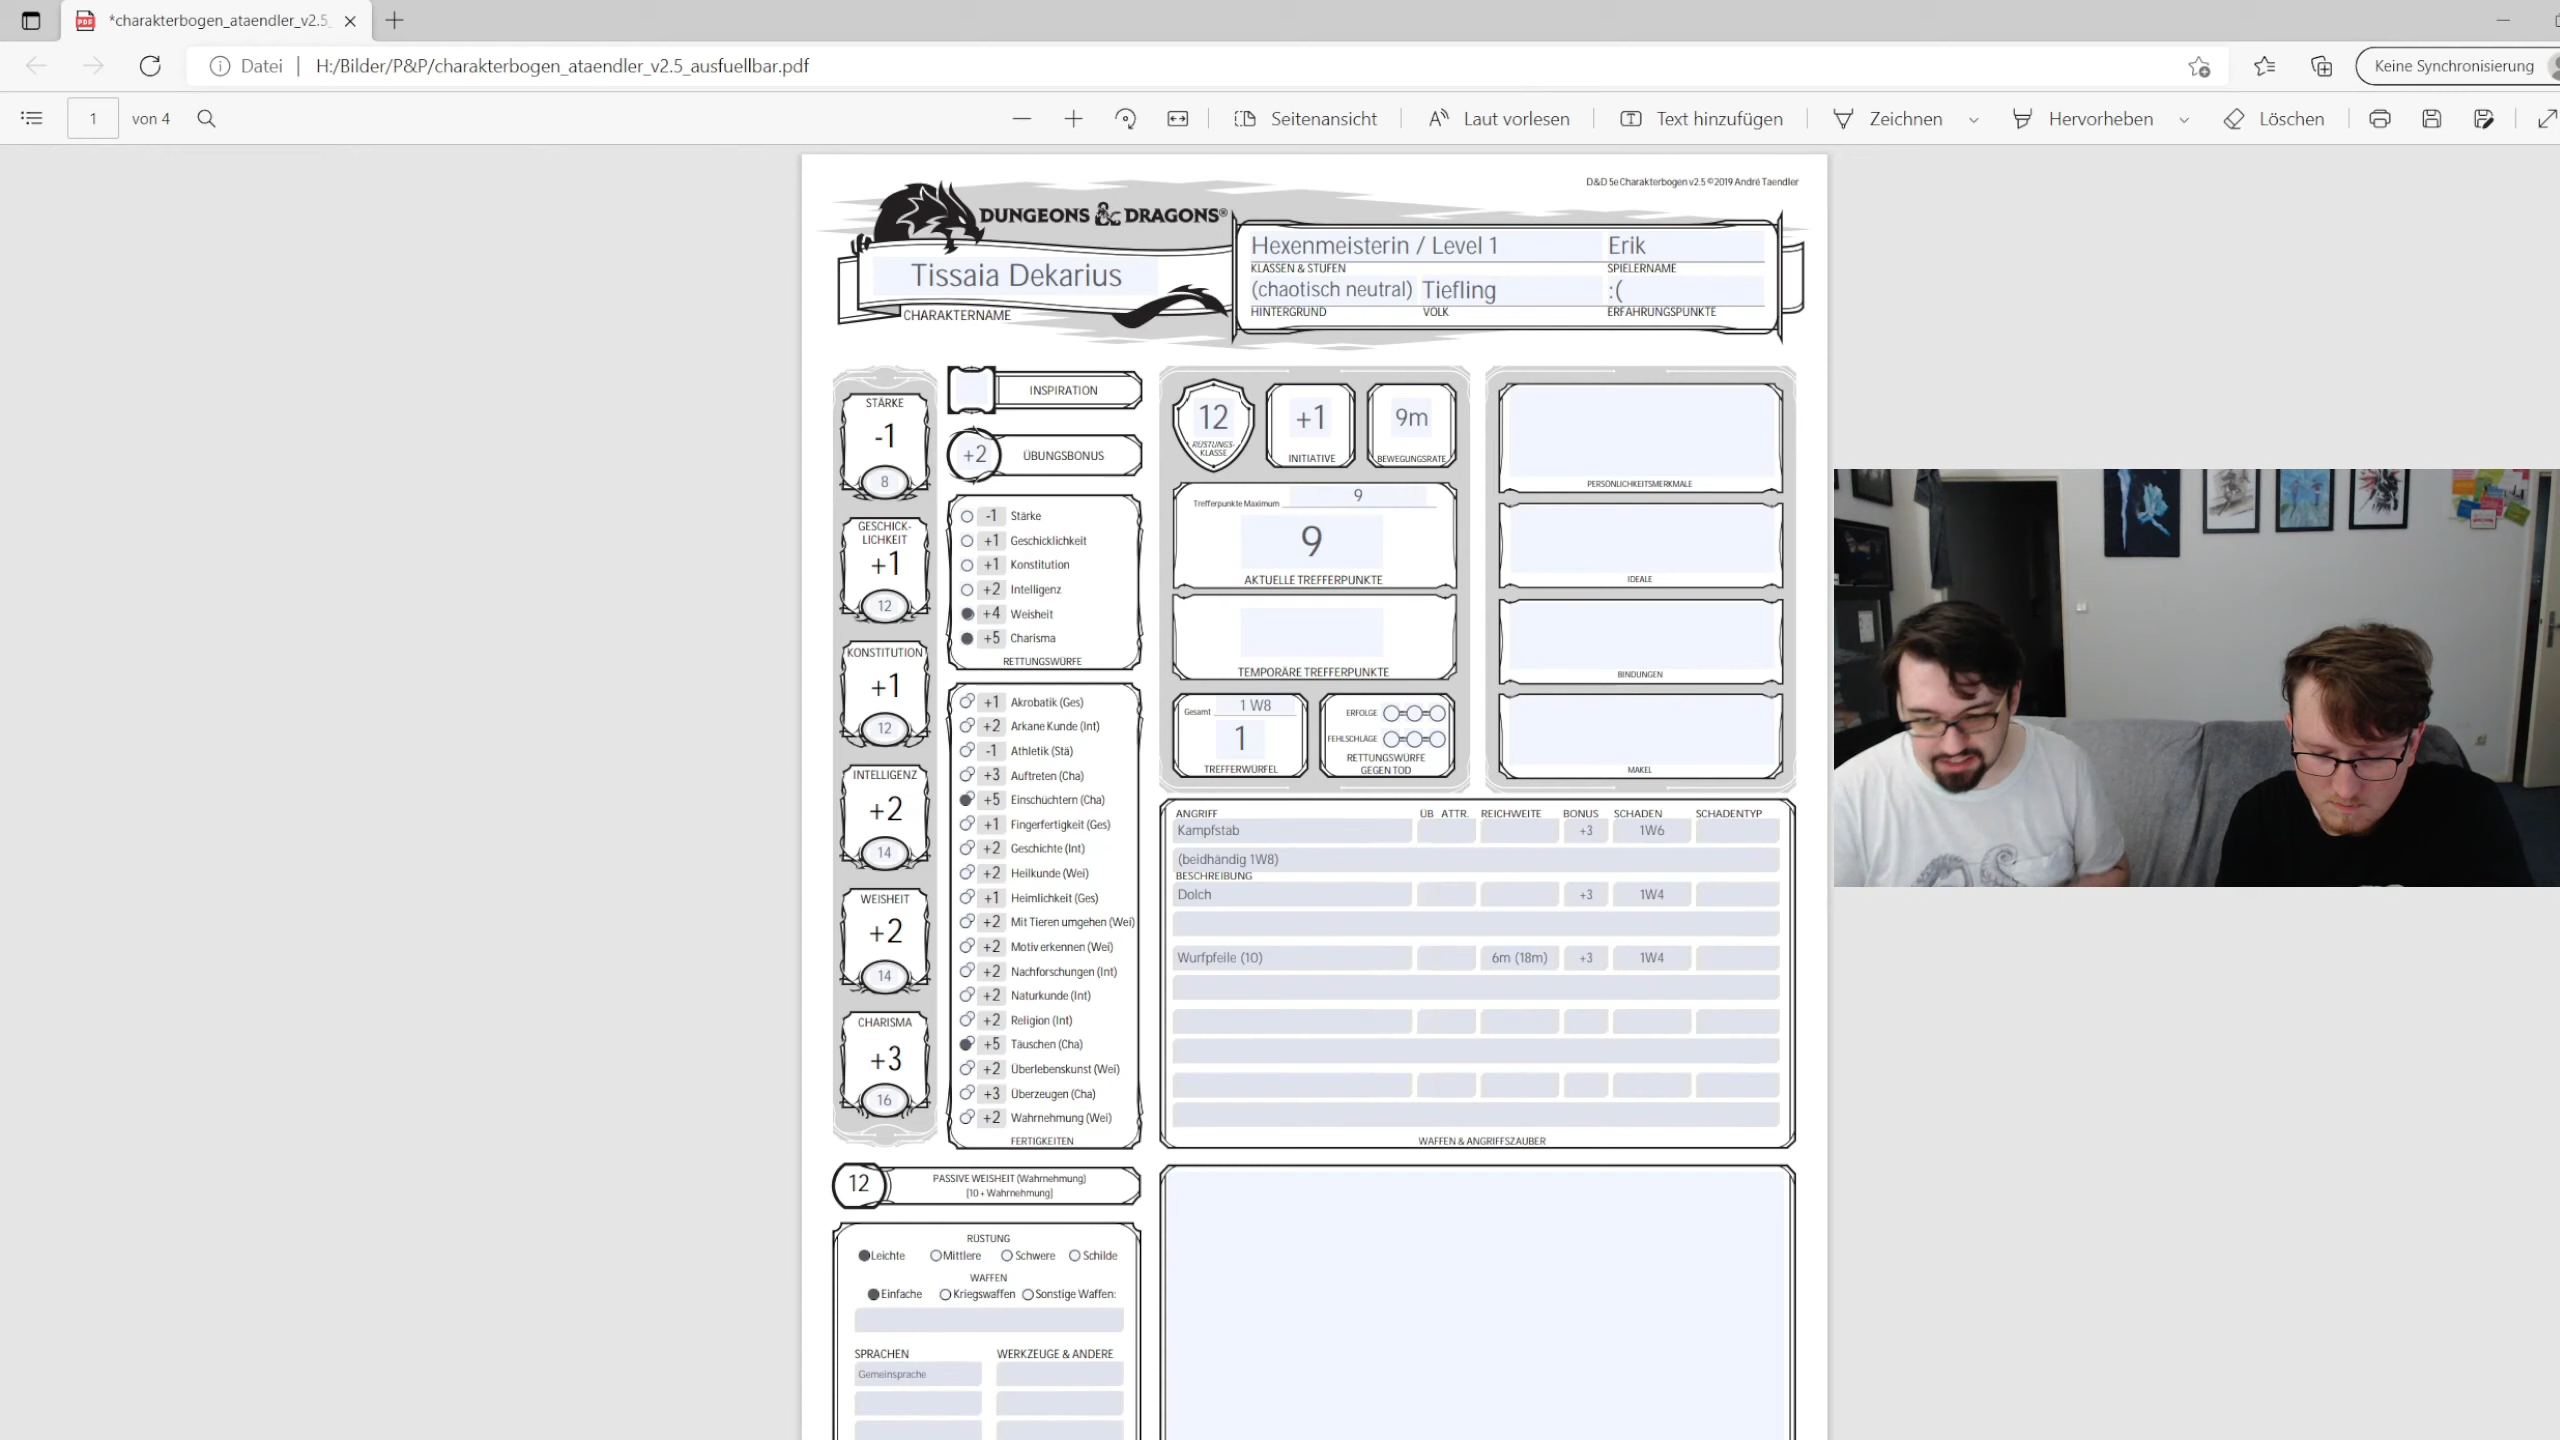 *charakterbogen_ataendler_v2.5_
Datei | H:/Bilder/P&P/charakterbogen_ataendler_v2.5_ausfuellbar.pdf
Keine Synchronisierung
1 von 4
Seitenansicht
Laut vorlesen
Text hinzufügen
Zeichnen
Hervorheben
Löschen
D&D 5e Charakterbogen v2.5 ©2019 André Taendler
DUNGEONS & DRAGONS®
Tissaia Dekarius
CHARAKTERNAME
Hexenmeisterin / Level 1
Erik
KLASSEN & STUFEN
SPIELERNAME
(chaotisch neutral)
Tiefling
:(
HINTERGRUND
VOLK
ERFAHRUNGSPUNKTE
STÄRKE
-1
8
GESCHICK-
LICHKEIT
+1
12
KONSTITUTION
+1
12
INTELLIGENZ
+2
14
WEISHEIT
+2
14
CHARISMA
+3
16
INSPIRATION
+2 ÜBUNGSBONUS
-1 Stärke
+1 Geschicklichkeit
+1 Konstitution
+2 Intelligenz
+4 Weisheit
+5 Charisma
RETTUNGSWÜRFE
+1 Akrobatik (Ges)
+2 Arkane Kunde (Int)
-1 Athletik (Stä)
+3 Auftreten (Cha)
+5 Einschüchtern (Cha)
+1 Fingerfertigkeit (Ges)
+2 Geschichte (Int)
+2 Heilkunde (Wei)
+1 Heimlichkeit (Ges)
+2 Mit Tieren umgehen (Wei)
+2 Motiv erkennen (Wei)
+2 Nachforschungen (Int)
+2 Naturkunde (Int)
+2 Religion (Int)
+5 Täuschen (Cha)
+2 Überlebenskunst (Wei)
+3 Überzeugen (Cha)
+2 Wahrnehmung (Wei)
FERTIGKEITEN
12
PASSIVE WEISHEIT (Wahrnehmung)
[10 + Wahrnehmung]
RÜSTUNG
Leichte Mittlere Schwere Schilde
WAFFEN
Einfache Kriegswaffen Sonstige Waffen:
SPRACHEN
WERKZEUGE & ANDERE
Gemeinsprache
12
RÜSTUNGS-
KLASSE
+1
INITIATIVE
9m
BEWEGUNGSRATE
Trefferpunkte Maximum 9
9
AKTUELLE TREFFERPUNKTE
TEMPORÄRE TREFFERPUNKTE
Gesamt 1 W8
1
TREFFERWÜRFEL
ERFOLGE
FEHLSCHLÄGE
RETTUNGSWÜRFE
GEGEN TOD
PERSÖNLICHKEITSMERKMALE
IDEALE
BINDUNGEN
MAKEL
ANGRIFF ÜB ATTR. REICHWEITE BONUS SCHADEN SCHADENTYP
Kampfstab +3 1W6
(beidhändig 1W8)
BESCHREIBUNG
Dolch +3 1W4
Wurfpfeile (10) 6m (18m) +3 1W4
WAFFEN & ANGRIFFSZAUBER